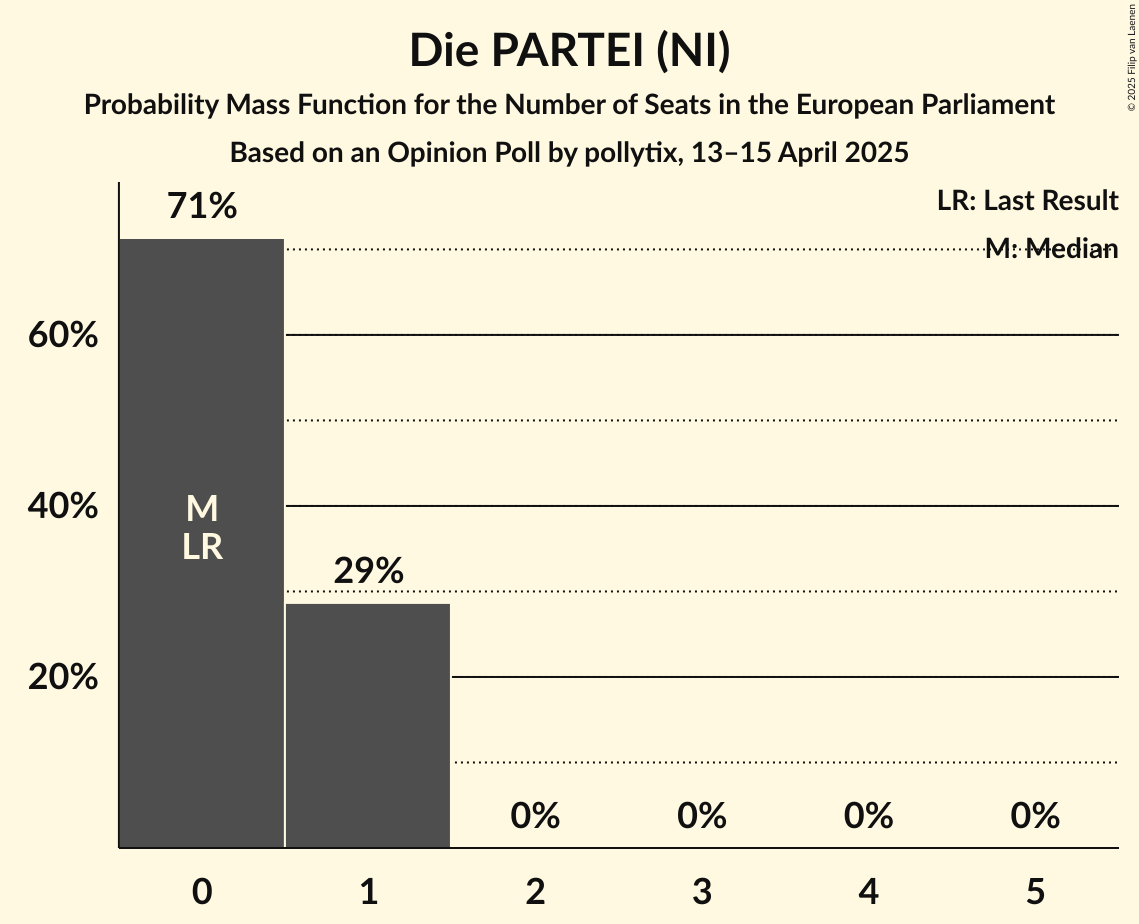 Die PARTEI (NI)
Probability Mass Function for the Number of Seats in the European Parliament
Based on an Opinion Poll by pollytix, 13–15 April 2025
© 2025 Filip van Laenen
LR: Last Result
M: Median
71%
60%
40%
20%
M
LR
29%
0% 0% 0% 0%
0 1 2 3 4 5